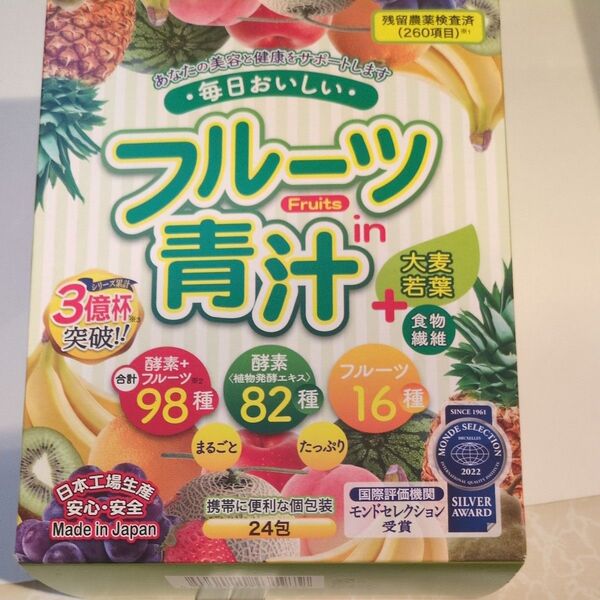 残留農薬検査済
(260項目)※1
あなたの美容と健康をサポートします
・毎日おいしい・
フルーツ
Fruits
in
青汁
大麦
若葉
+
食物
繊維
シリーズ累計
3億杯
突破!!
酵素+
フルーツ※2
合計
98種
酵素
〈植物発酵エキス〉
82種
フルーツ
16種
まるごと
たっぷり
日本工場生産
安心・安全
Made in Japan
携帯に便利な個包装
24包
国際評価機関
モンドセレクション
受賞
SINCE 1961
MONDE SELECTION
BRUXELLES
INTERNATIONAL QUALITY INSTITUTE
2022
SILVER
AWARD